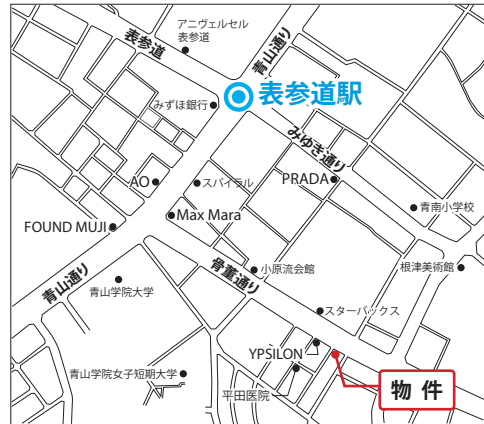 アニヴェルセル
表参道
表参道
青山通り
みずほ銀行
表参道駅
みゆき通り
AO
スパイラル
PRADA
青南小学校
Max Mara
FOUND MUJI
骨董通り
小原流会館
根津美術館
青山通り
青山学院大学
スターバックス
YPSILON
青山学院女子短期大学
平田医院
物件